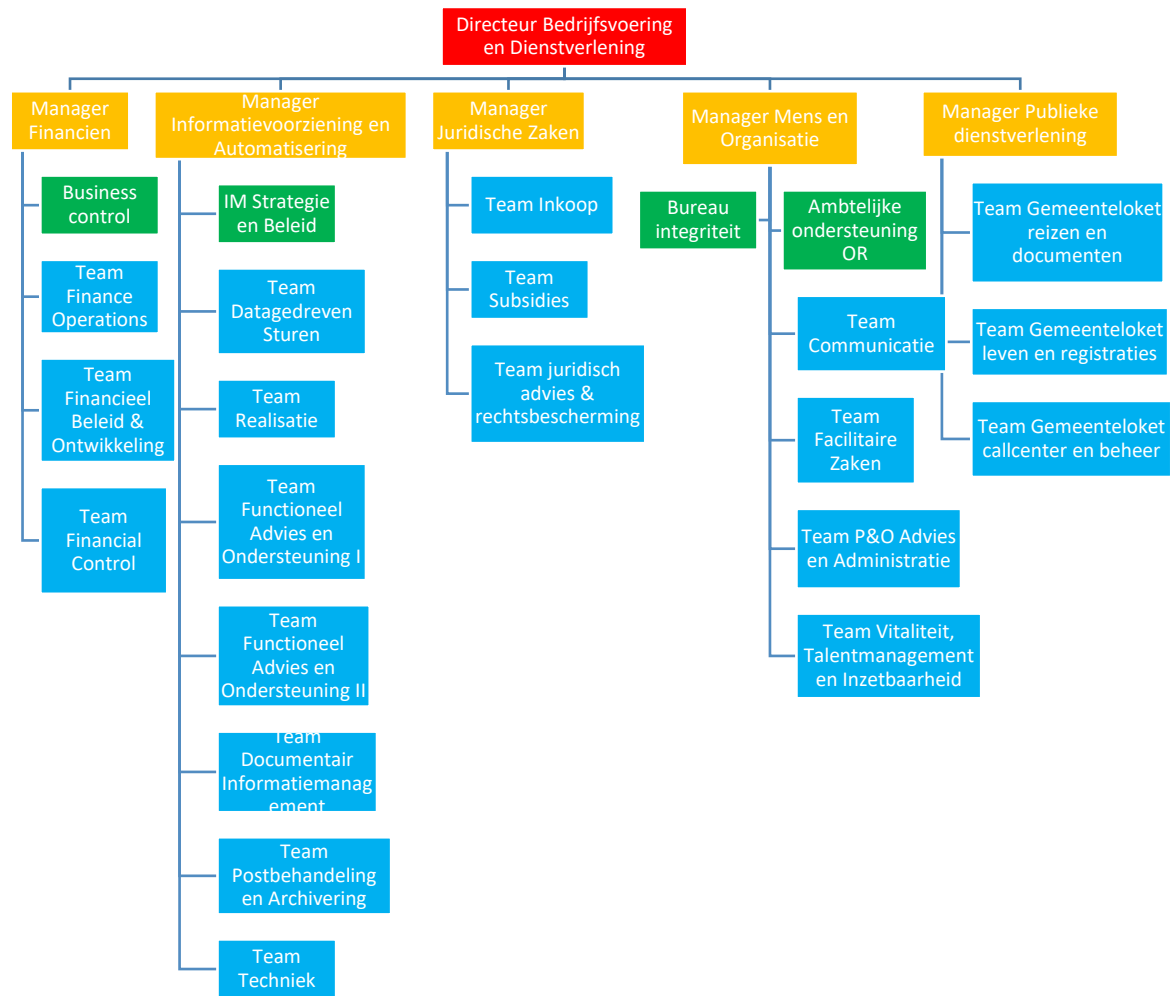 Directeur Bedrijfsvoering
en Dienstverlening
Manager
Financien
Manager
Informatievoorziening en
Automatisering
Manager
Juridische Zaken
Manager Mens en
Organisatie
Manager Publieke
dienstverlening
Business
control
Team
Finance
Operations
Team
Financieel
Beleid &
Ontwikkeling
Team
Financial
Control
IM Strategie
en Beleid
Team
Datagedreven
Sturen
Team
Realisatie
Team
Functioneel
Advies en
Ondersteuning I
Team
Functioneel
Advies en
Ondersteuning II
Team
Documentair
Informatiemanag
ement
Team
Postbehandeling
en Archivering
Team
Techniek
Team Inkoop
Team
Subsidies
Team juridisch
advies &
rechtsbescherming
Bureau
integriteit
Ambtelijke
ondersteuning
OR
Team
Communicatie
Team
Facilitaire
Zaken
Team P&O Advies
en Administratie
Team Vitaliteit,
Talentmanagement
en Inzetbaarheid
Team Gemeenteloket
reizen en
documenten
Team Gemeenteloket
leven en registraties
Team Gemeenteloket
callcenter en beheer